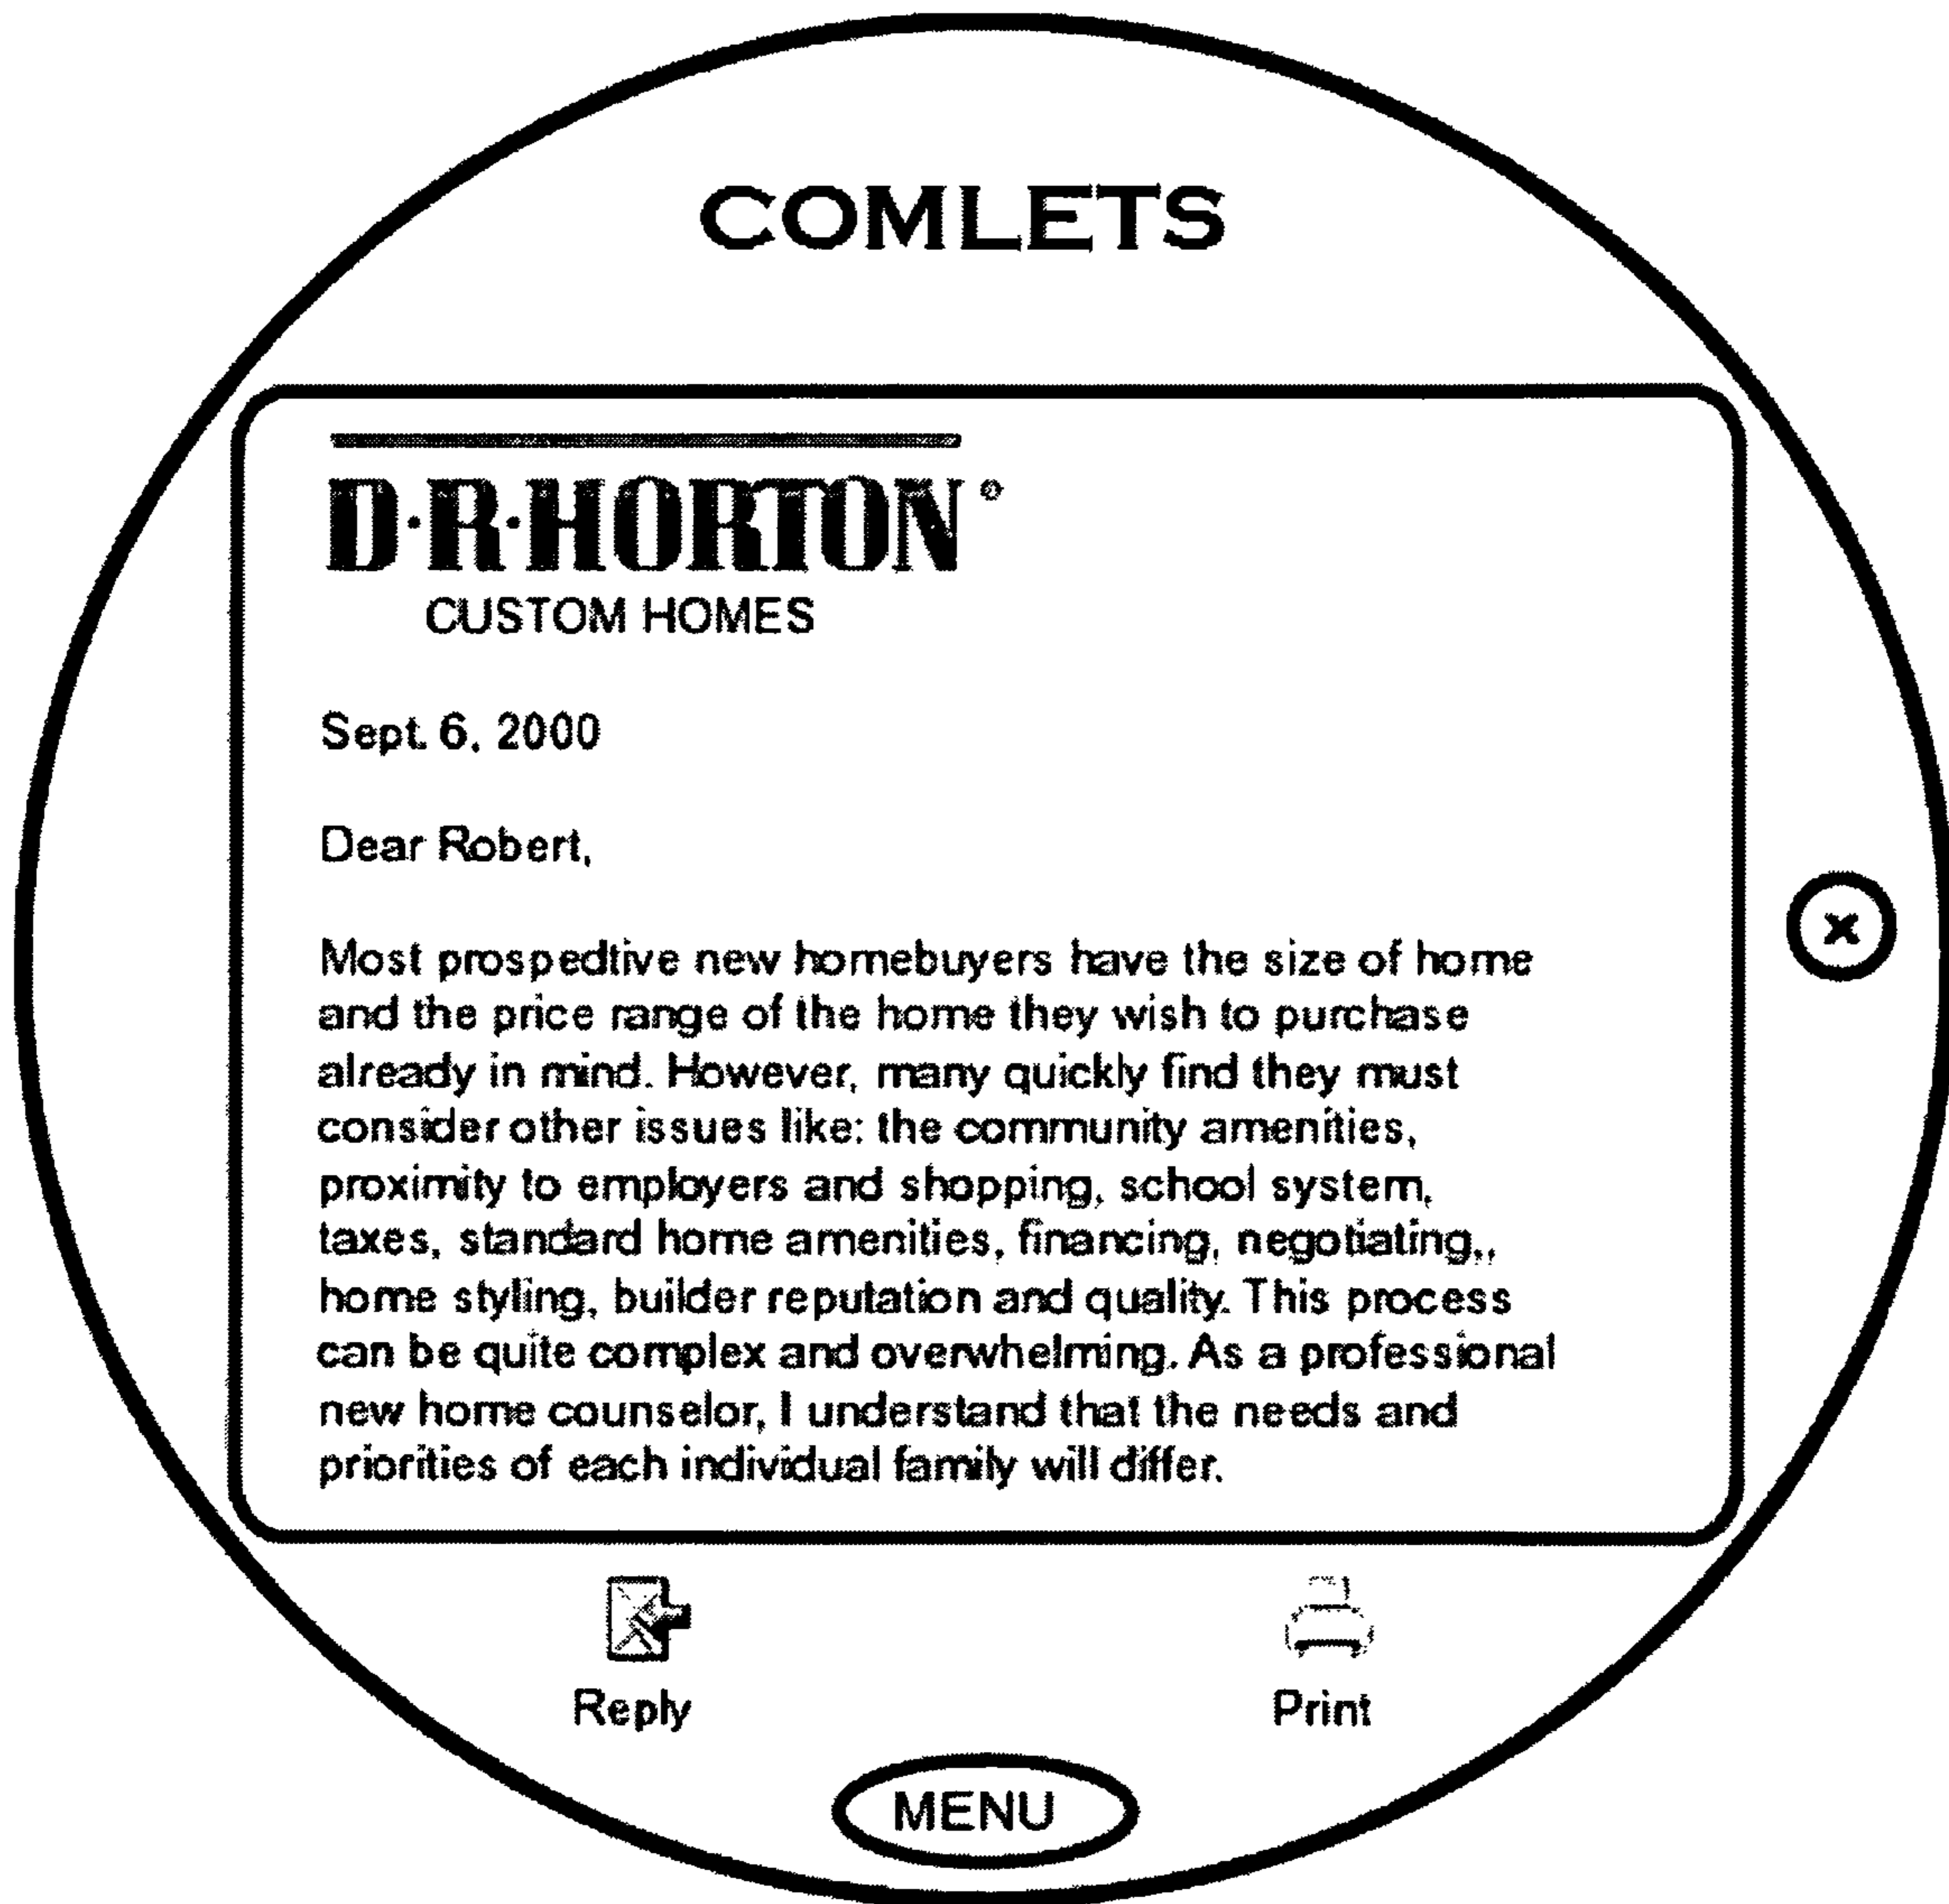 COMLETS
D·R·HORTON®
CUSTOM HOMES
Sept. 6, 2000
Dear Robert,
Most prospedtive new homebuyers have the size of home
and the price range of the home they wish to purchase
already in mind. However, many quickly find they must
consider other issues like: the community amenities,
proximity to employers and shopping, school system,
taxes, standard home amenities, financing, negotiating,,
home styling, builder reputation and quality. This process
can be quite complex and overwhelming. As a professional
new home counselor, I understand that the needs and
priorities of each individual family will differ.
Reply
Print
MENU